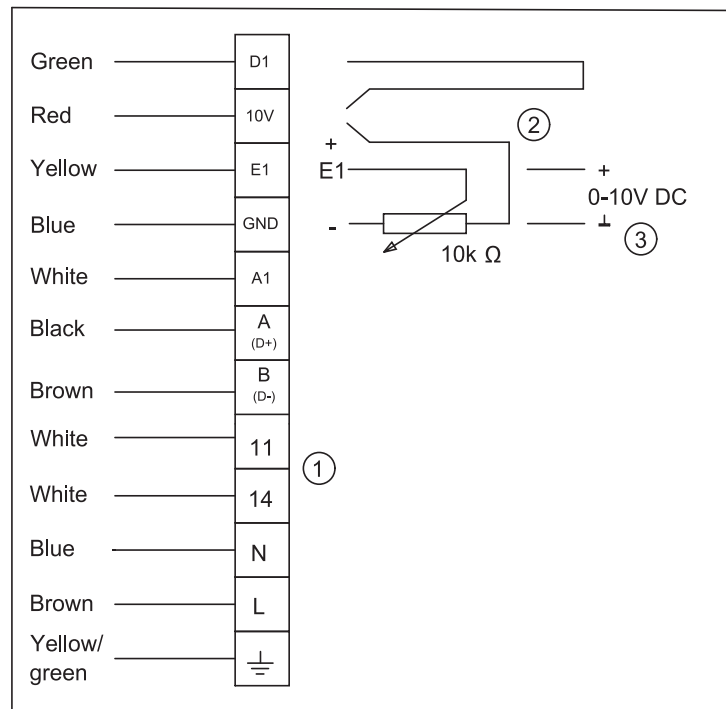 Green D1
Red 10V
②
+
Yellow E1 E1 +
0-10V DC
Blue GND - ⊥
③
10k Ω
White A1
Black A
(D+)
Brown B
(D-)
White 11
①
White 14
Blue N
Brown L
Yellow/
green